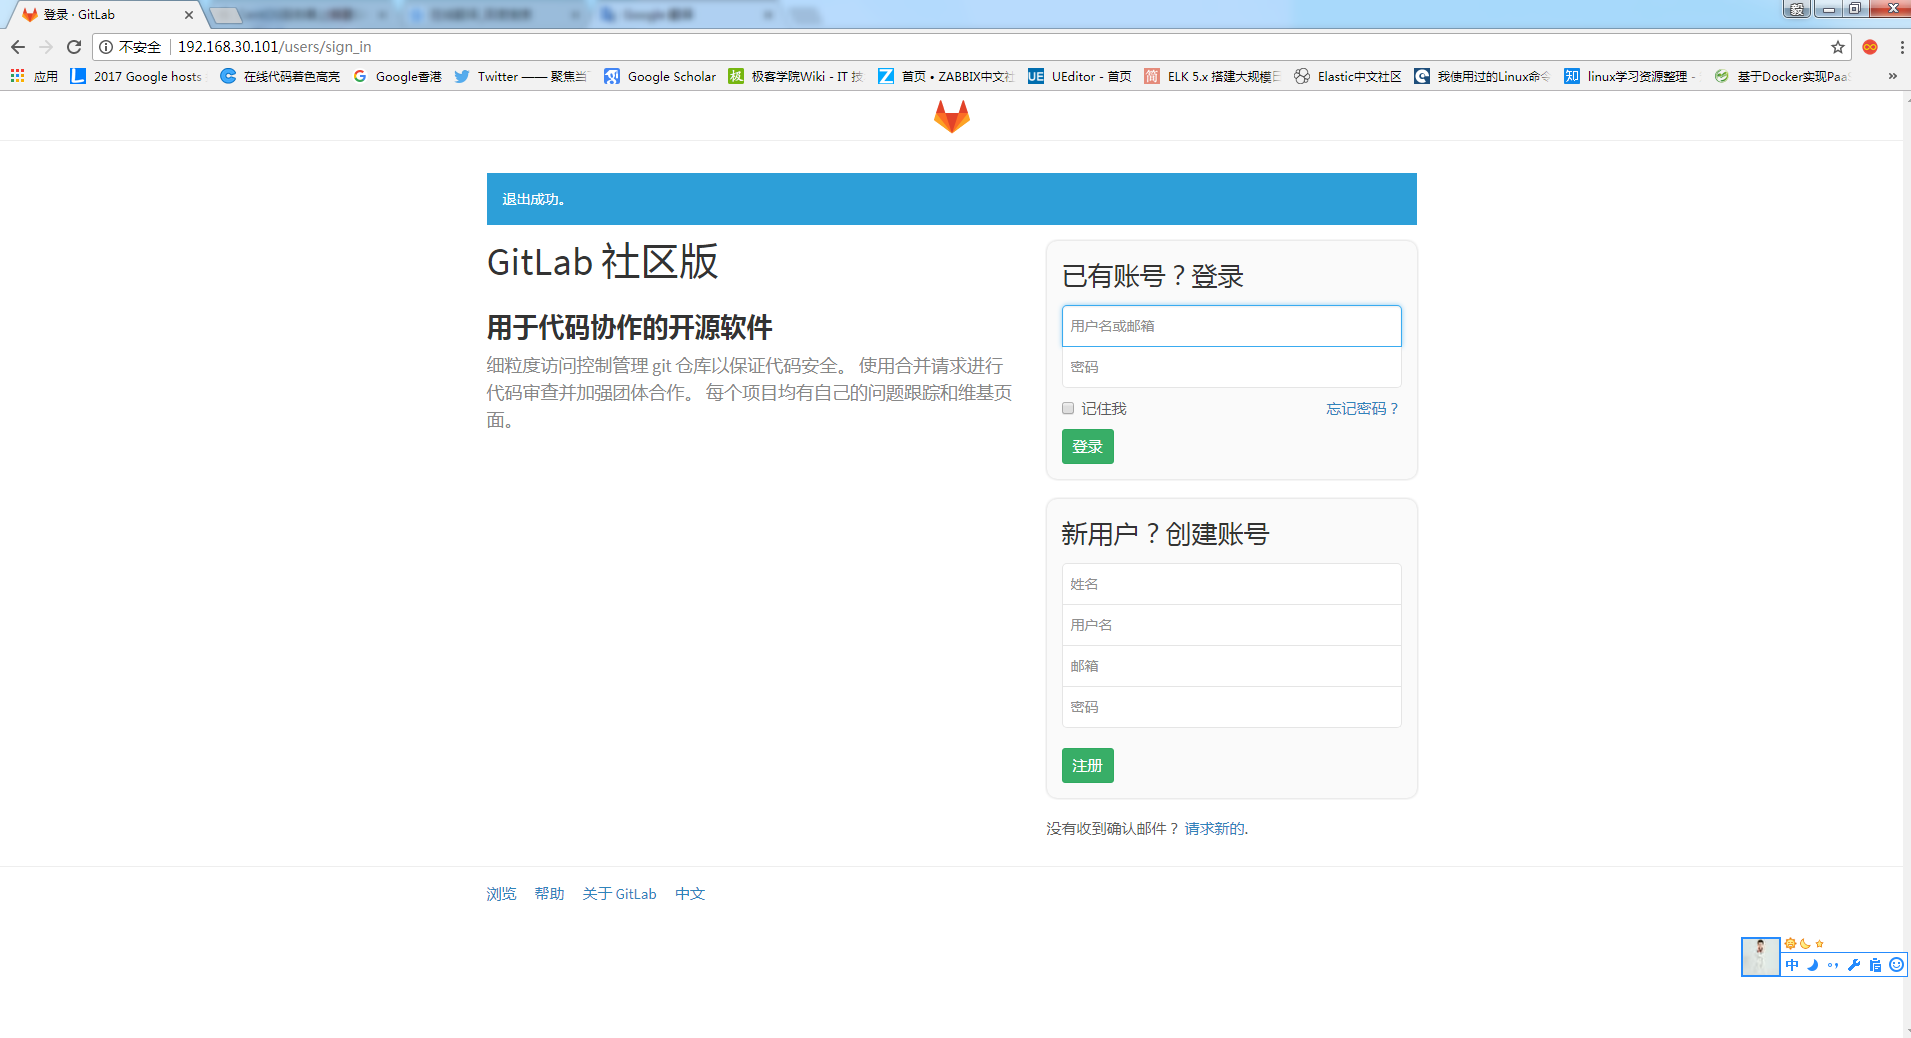 登录 · GitLab
毅
不安全 192.168.30.101/users/sign_in
应用 2017 Google hosts 在线代码着色高亮 Google香港 Twitter —— 聚焦当 Google Scholar 极客学院Wiki - IT 技 首页 • ZABBIX中文社 UEditor - 首页 ELK 5.x 搭建大规模日 Elastic中文社区 我使用过的Linux命令 linux学习资源整理 - 基于Docker实现PaaS »
退出成功。
GitLab 社区版
用于代码协作的开源软件
细粒度访问控制管理 git 仓库以保证代码安全。 使用合并请求进行
代码审查并加强团体合作。 每个项目均有自己的问题跟踪和维基页
面。
已有账号？登录
用户名或邮箱
密码
记住我 忘记密码？
登录
新用户？创建账号
姓名
用户名
邮箱
密码
注册
没有收到确认邮件？ 请求新的.
浏览 帮助 关于 GitLab 中文
中